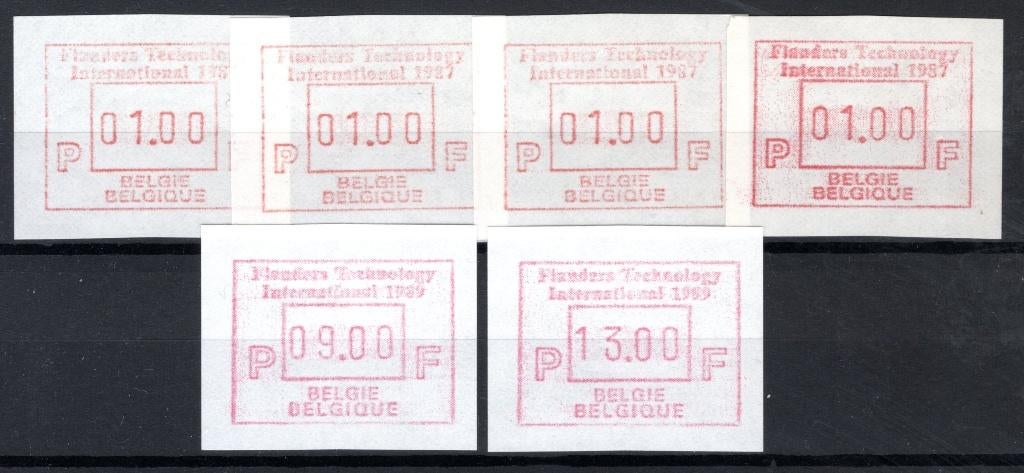 Flanders Technolo
International 198
01.00
P
BELGIE
BELGIQUE
Flanders Technology
International 1987
01.00
P F
BELGIE
BELGIQUE
Flanders Technology
International 1987
01.00
P F
BELGIE
BELGIQUE
Flanders Technology
International 1987
01.00
P F
BELGIE
BELGIQUE
Flanders Technology
International 1989
09.00
P F
BELGIE
BELGIQUE
Flanders Technology
International 1989
13.00
P F
BELGIE
BELGIQUE